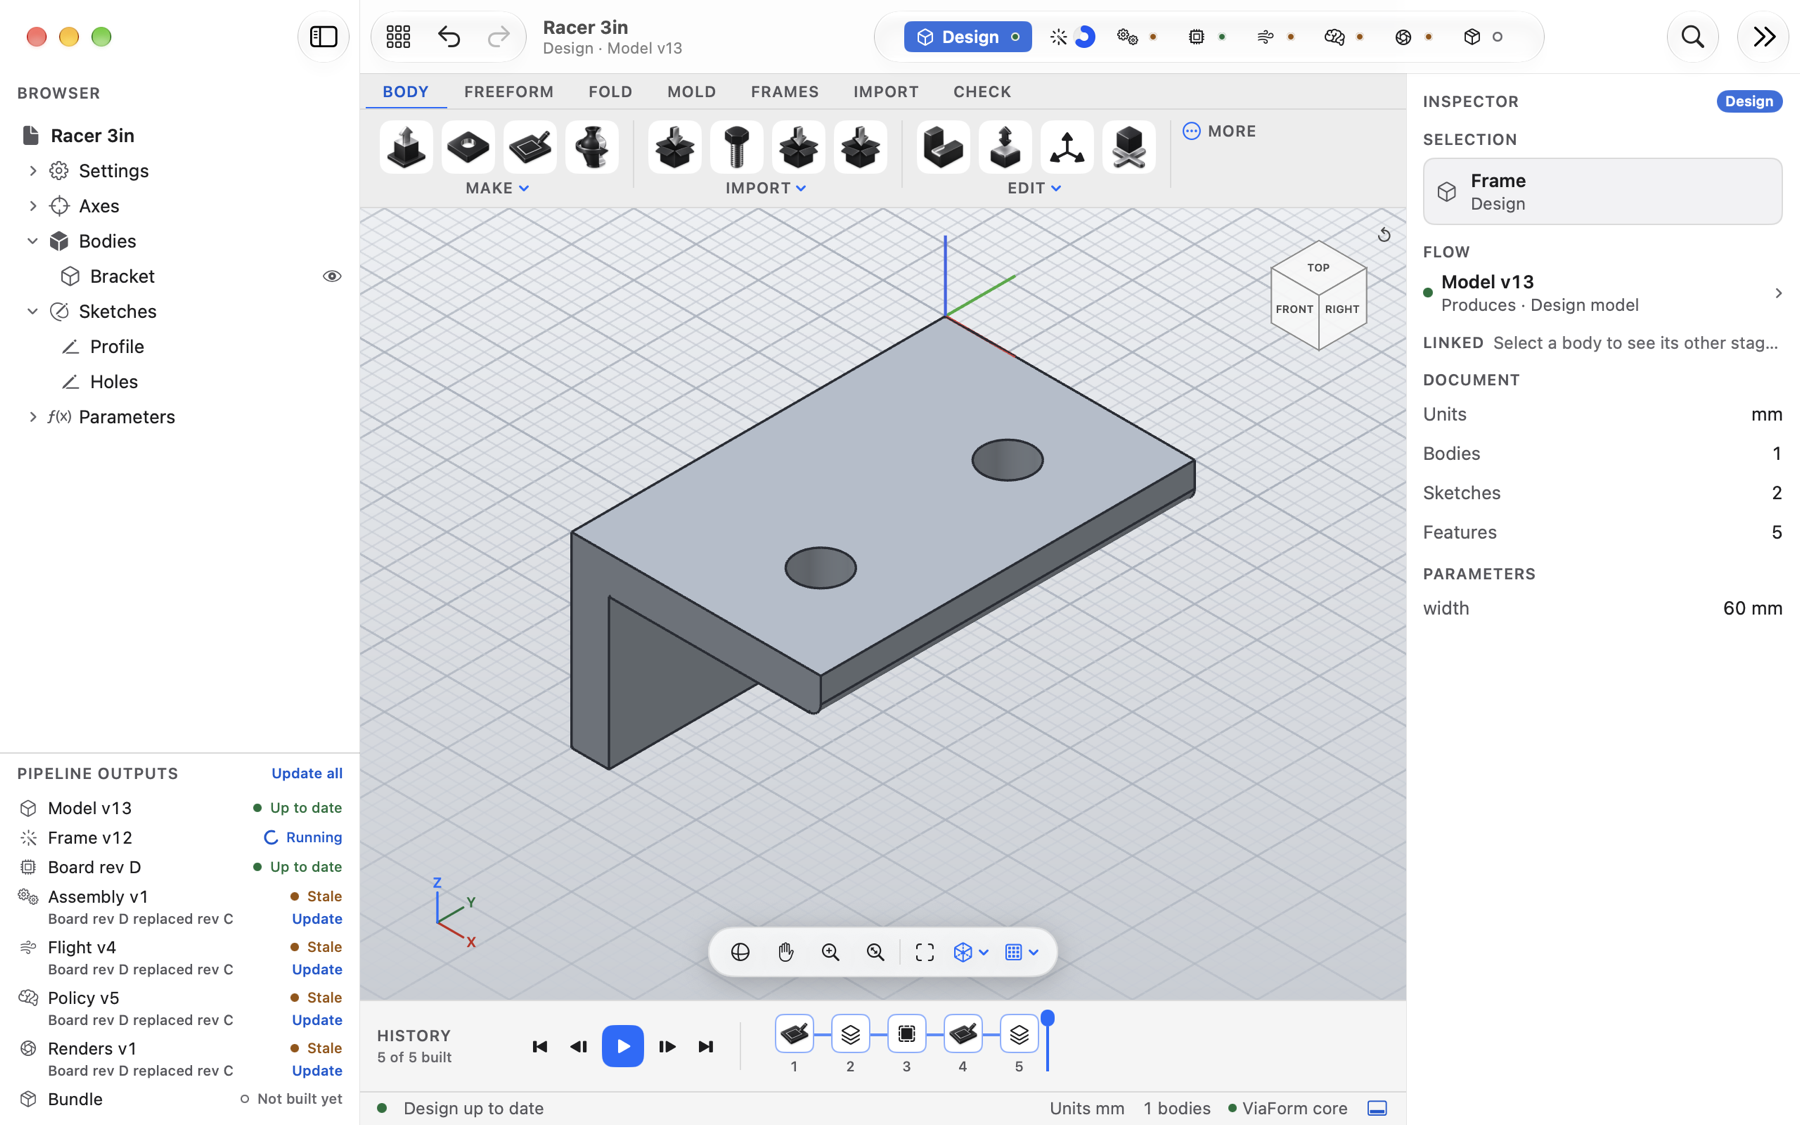 Racer 3in
Design · Model v13
Design
BROWSER
Racer 3in
Settings
Axes
Bodies
Bracket
Sketches
Profile
Holes
f(x) Parameters
PIPELINE OUTPUTS Update all
Model v13 Up to date
Frame v12 Running
Board rev D Up to date
Assembly v1 Stale
Board rev D replaced rev C Update
Flight v4 Stale
Board rev D replaced rev C Update
Policy v5 Stale
Board rev D replaced rev C Update
Renders v1 Stale
Board rev D replaced rev C Update
Bundle Not built yet
BODY FREEFORM FOLD MOLD FRAMES IMPORT CHECK
MAKE IMPORT EDIT MORE
TOP
FRONT RIGHT
Z
Y
X
HISTORY
5 of 5 built
1 2 3 4 5
Design up to date Units mm 1 bodies ViaForm core
INSPECTOR Design
SELECTION
Frame
Design
FLOW
Model v13
Produces · Design model
LINKED Select a body to see its other stag...
DOCUMENT
Units mm
Bodies 1
Sketches 2
Features 5
PARAMETERS
width 60 mm